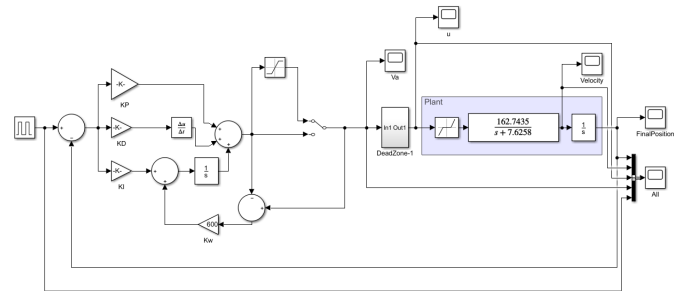 u
Va
Velocity
Plant
-K-
KP
162.7435
s + 7.6258
1
s
In1 Out1
DeadZone-1
FinalPosition
-K-
KD
Δu
Δt
-K-
KI
1
s
All
600
Kw